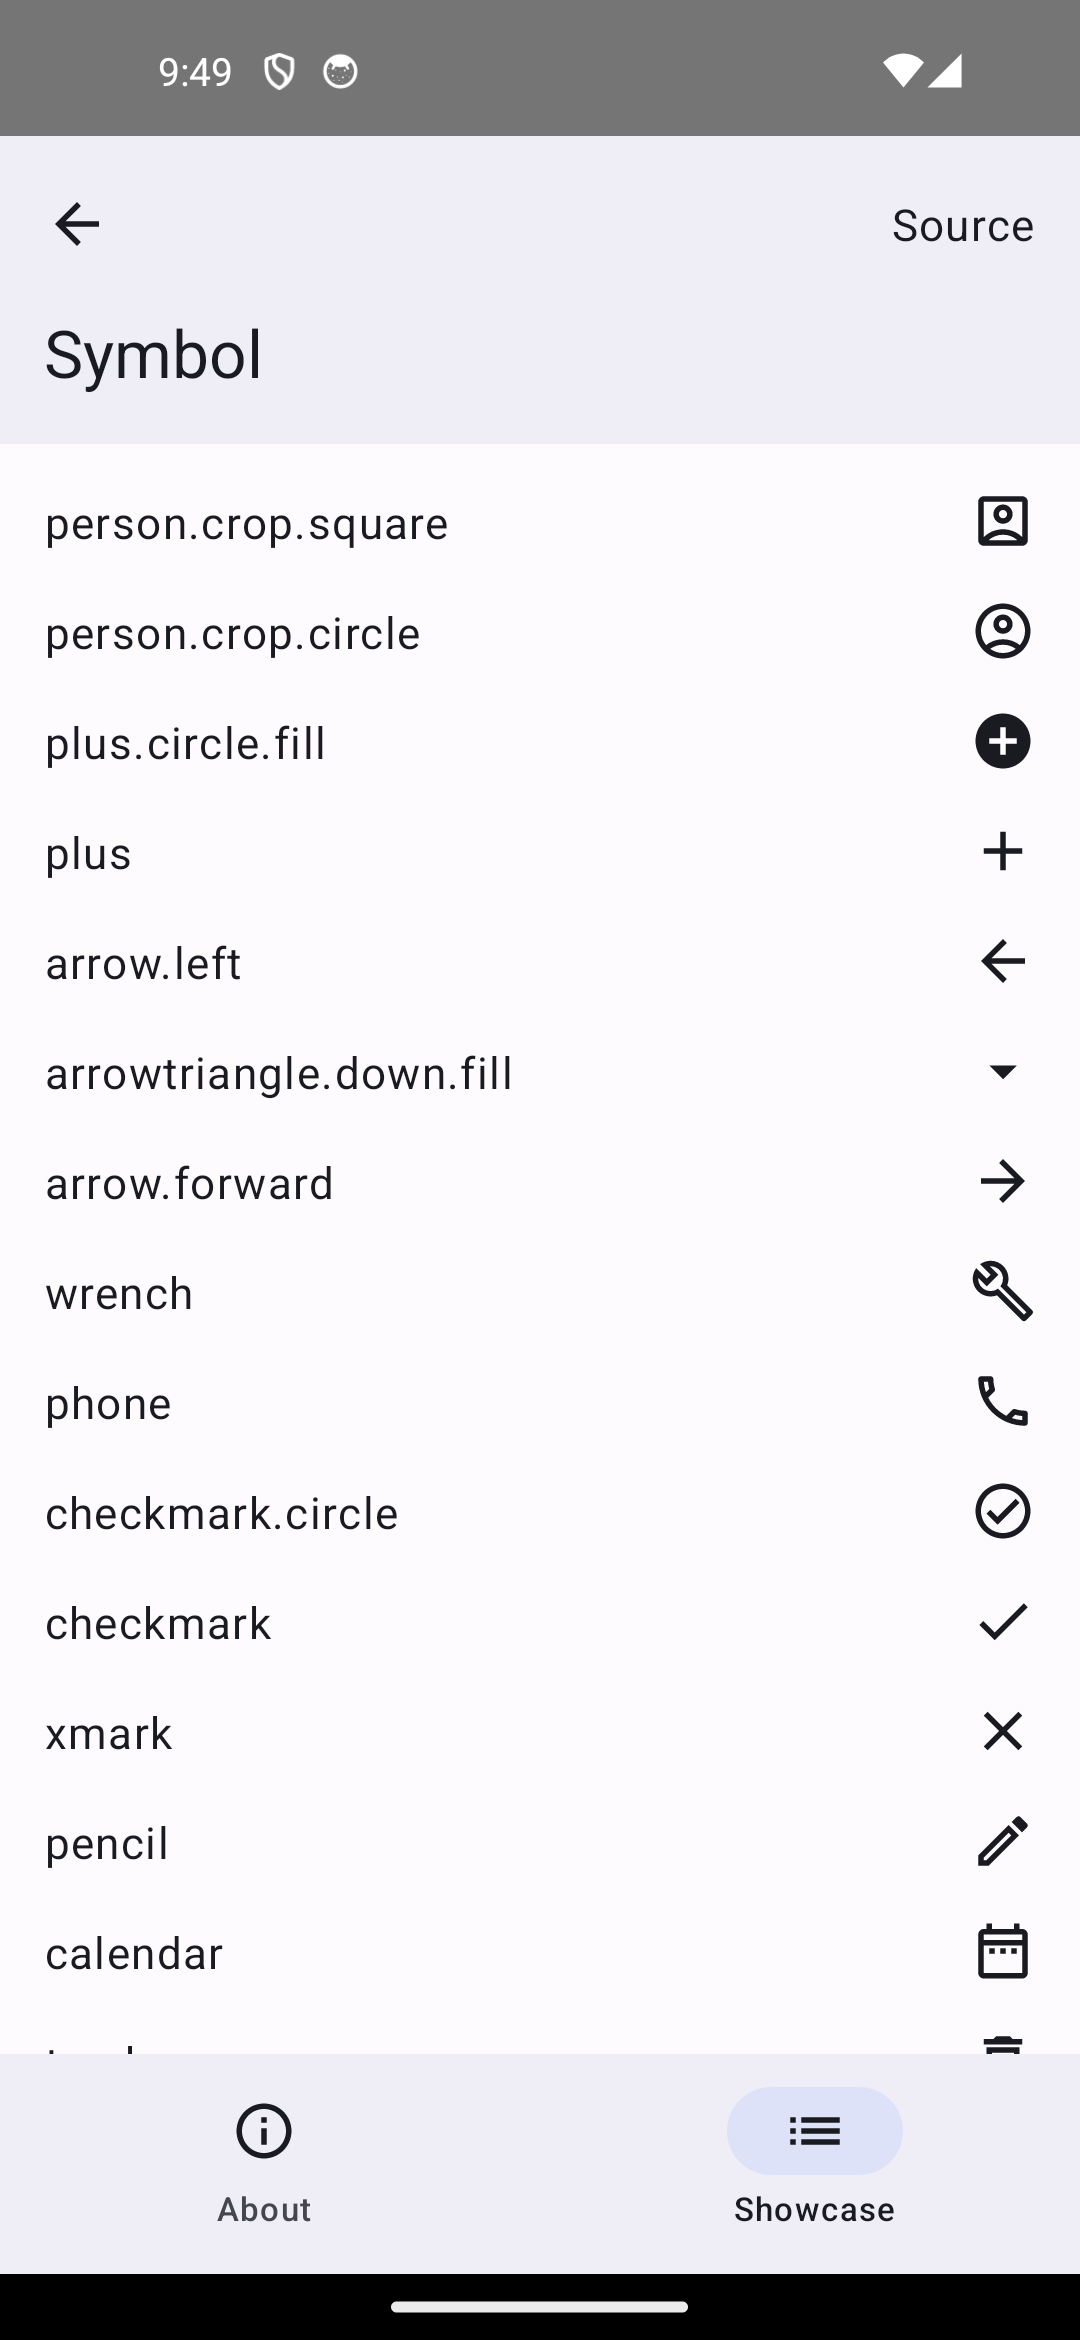 9:49
Source
Symbol
person.crop.square
person.crop.circle
plus.circle.fill
plus
arrow.left
arrowtriangle.down.fill
arrow.forward
wrench
phone
checkmark.circle
checkmark
xmark
pencil
calendar
About
Showcase